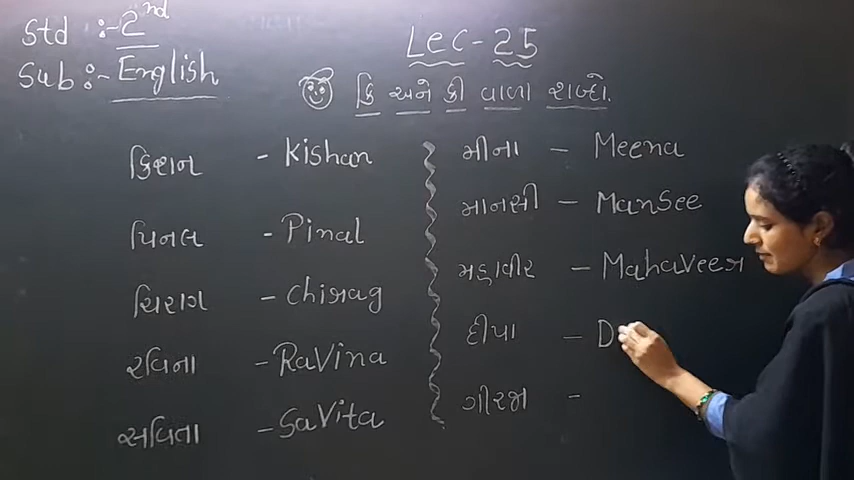 Std :- 2nd
Sub :- English
Lec - 25
કિ અને કી વાળા શબ્દો.
કિશન - Kishan
પિનલ - Pinal
ચિરાગ - Chirag
રવિના - RaVina
સવિતા - SaVita
મીના - Meena
માનસી - ManSee
મહાવીર - MahaVeer
દીપા - D
ગીરજા -